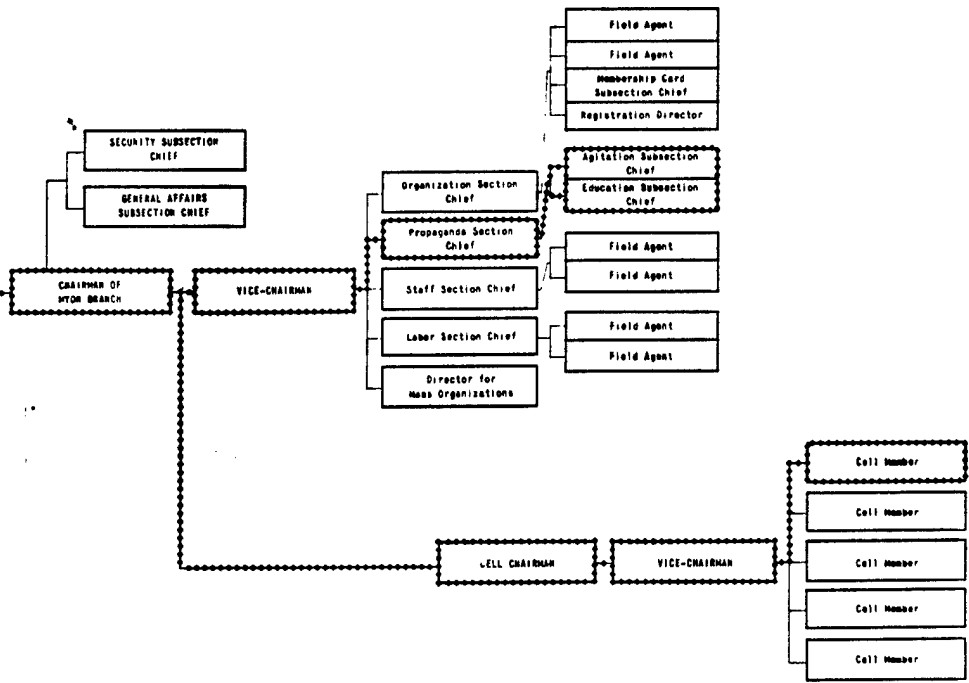 Field Agent
Field Agent
Membership Card
Subsection Chief
Registration Director
SECURITY SUBSECTION
CHIEF
GENERAL AFFAIRS
SUBSECTION CHIEF
Agitation Subsection
Chief
Education Subsection
Chief
Organization Section
Chief
Propaganda Section
Chief
Field Agent
Field Agent
CHAIRMAN OF
MTDR BRANCH
VICE-CHAIRMAN
Staff Section Chief
Labor Section Chief
Field Agent
Field Agent
Director for
Mass Organizations
Cell Member
Cell Member
CELL CHAIRMAN
VICE-CHAIRMAN
Cell Member
Cell Member
Cell Member